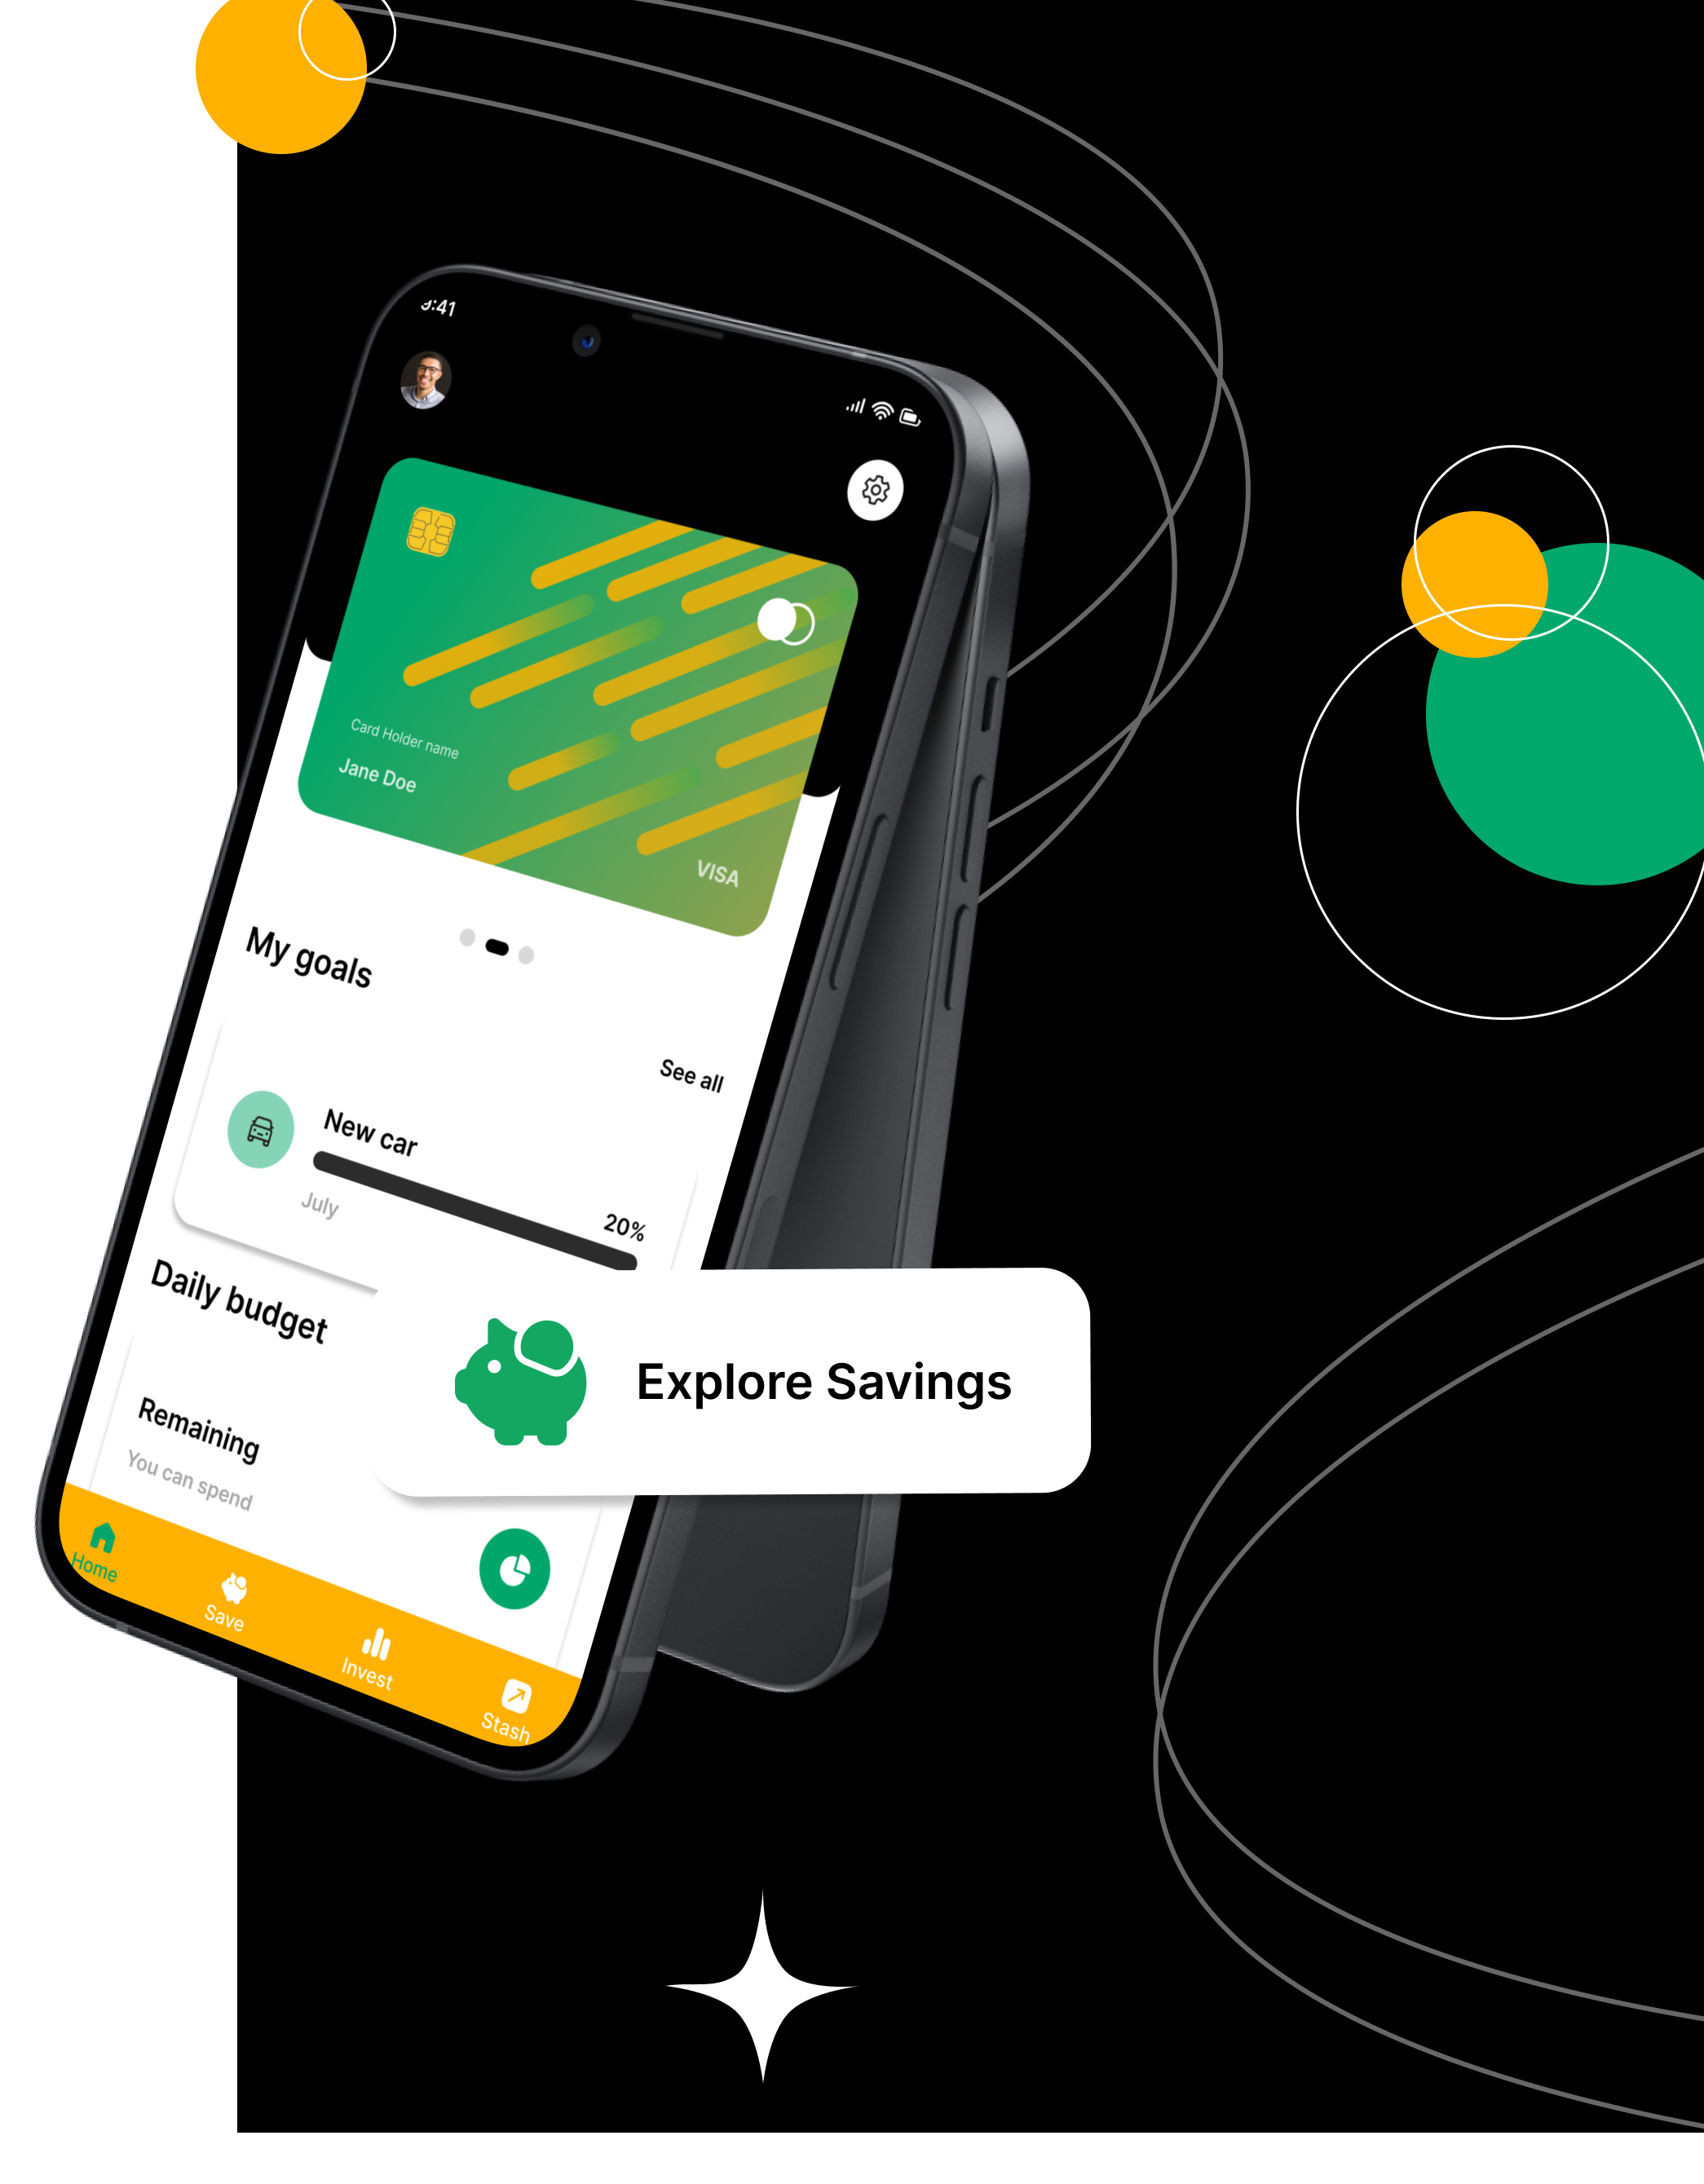 9:41
Card Holder name
Jane Doe
VISA
My goals
See all
New car
July
20%
Daily budget
Explore Savings
Remaining
You can spend
Home
Save
Invest
Stash